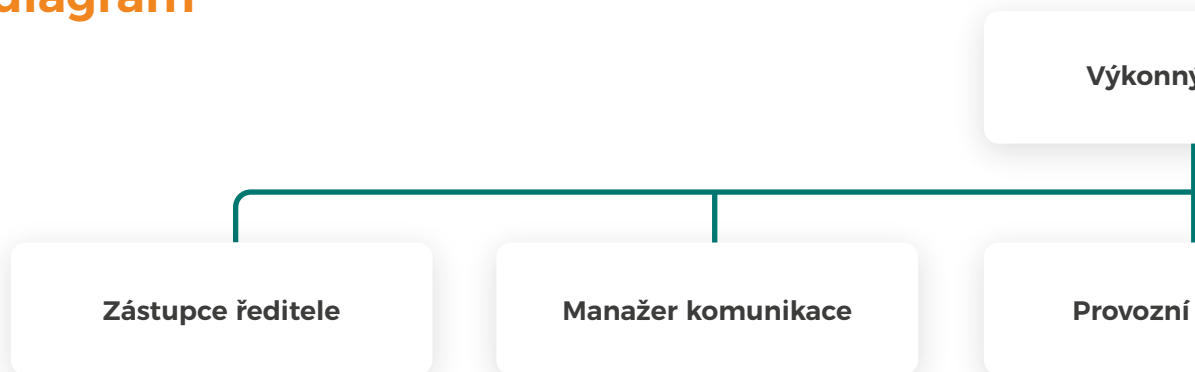 diagram
Výkonný
Zástupce ředitele
Manažer komunikace
Provozní